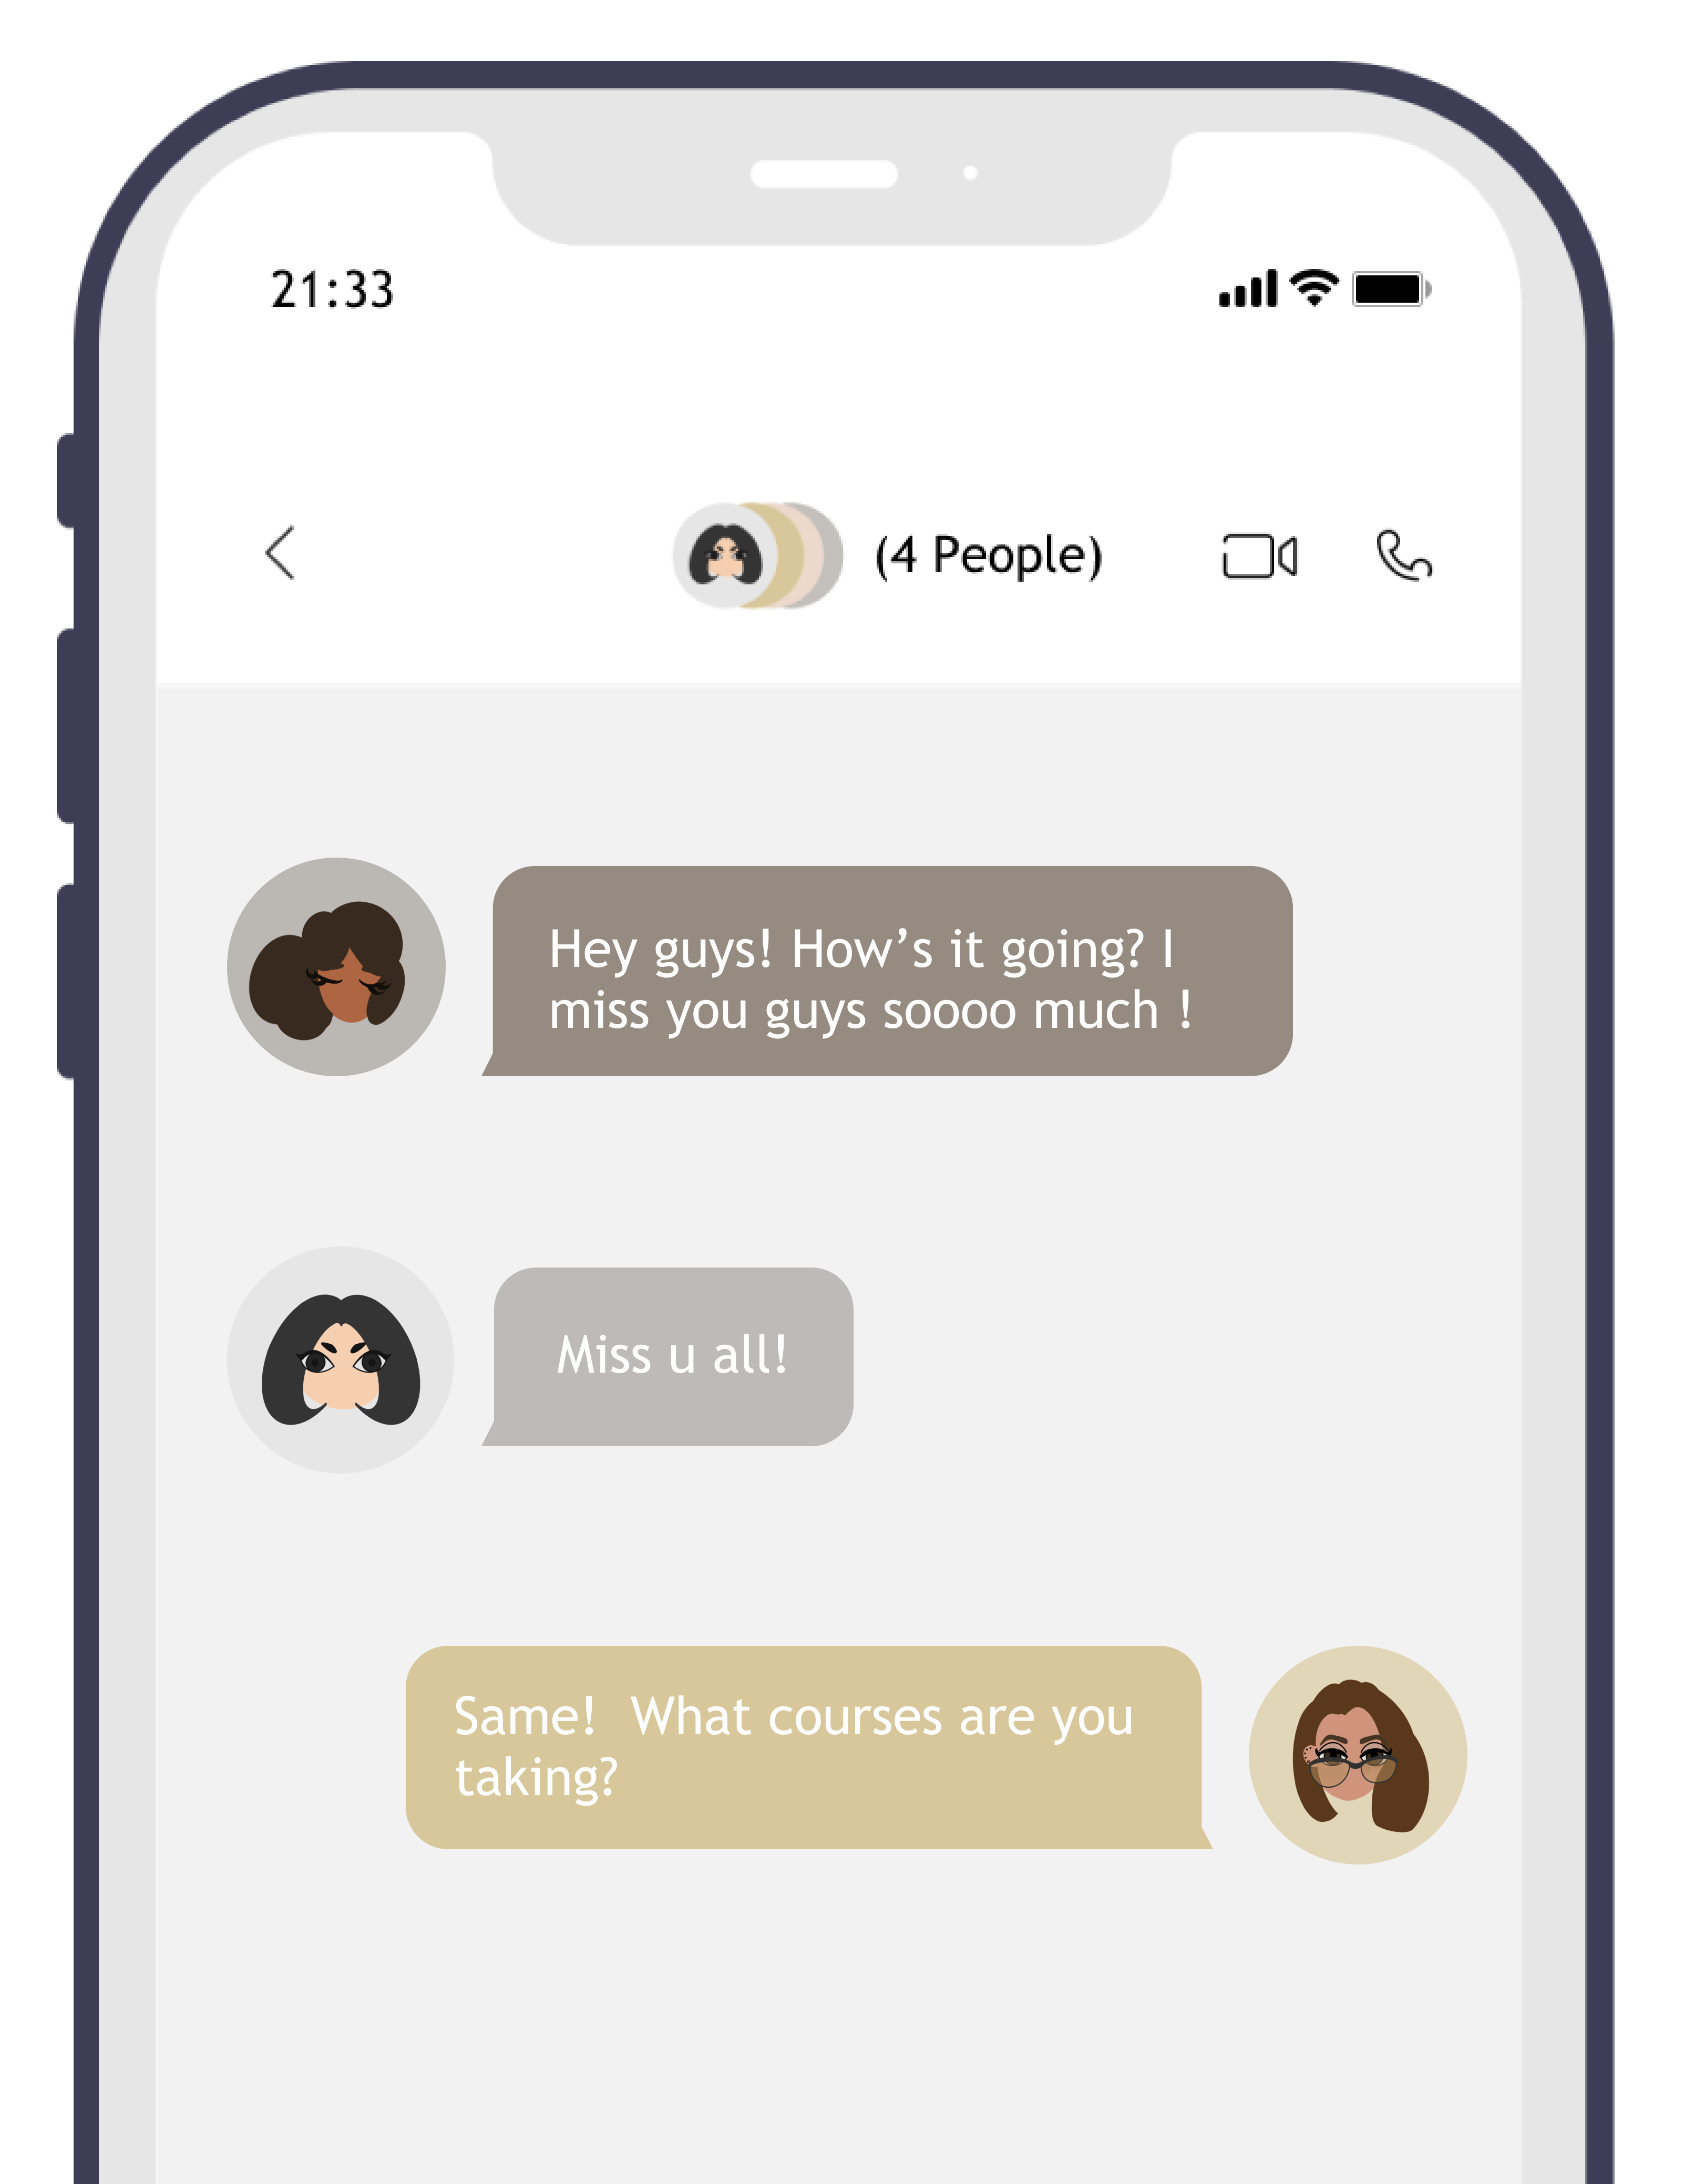 21:33
(4 People)
Hey guys! How’s it going? I
miss you guys soooo much !
Miss u all!
Same!  What courses are you
taking?